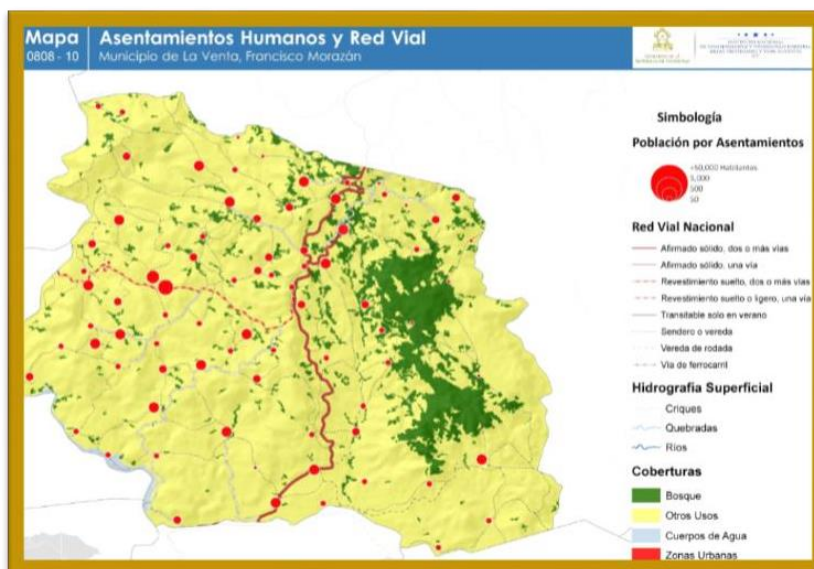 Mapa
0808 - 10
Asentamientos Humanos y Red Vial
Municipio de La Venta, Francisco Morazán
Simbología
Población por Asentamientos
>50,000 Habitantes
5,000
500
50
Red Vial Nacional
Afirmado sólido, dos o más vías
Afirmado sólido, una vía
Revestimiento suelto, dos o más vías
Revestimiento suelto o ligero, una vía
Transitable solo en verano
Sendero o vereda
Vereda de rodada
Vía de ferrocarril
Hidrografía Superficial
Criques
Quebradas
Ríos
Coberturas
Bosque
Otros Usos
Cuerpos de Agua
Zonas Urbanas